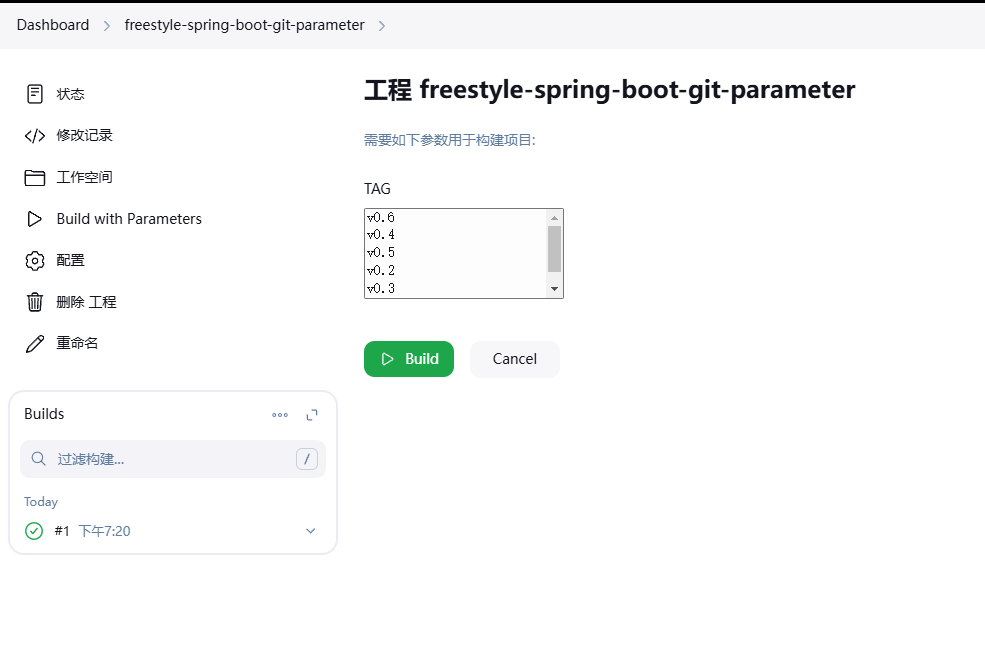 Dashboard
freestyle-spring-boot-git-parameter
状态
修改记录
工作空间
Build with Parameters
配置
删除 工程
重命名
Builds
过滤构建...
/
Today
#1 下午7:20
工程 freestyle-spring-boot-git-parameter
需要如下参数用于构建项目:
TAG
v0.6
v0.4
v0.5
v0.2
v0.3
Build
Cancel